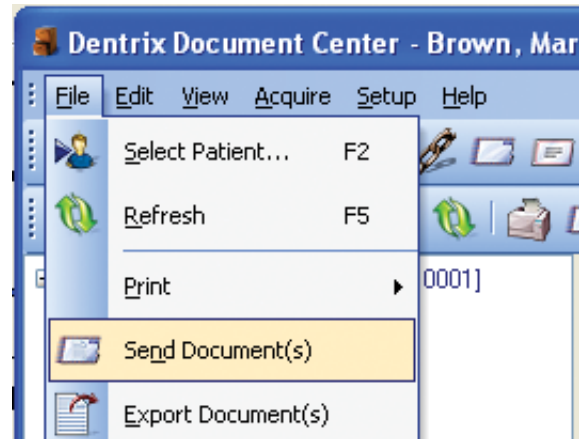 Dentrix Document Center - Brown, Mar
File Edit View Acquire Setup Help
Select Patient... F2
Refresh F5
Print 0001]
Send Document(s)
Export Document(s)